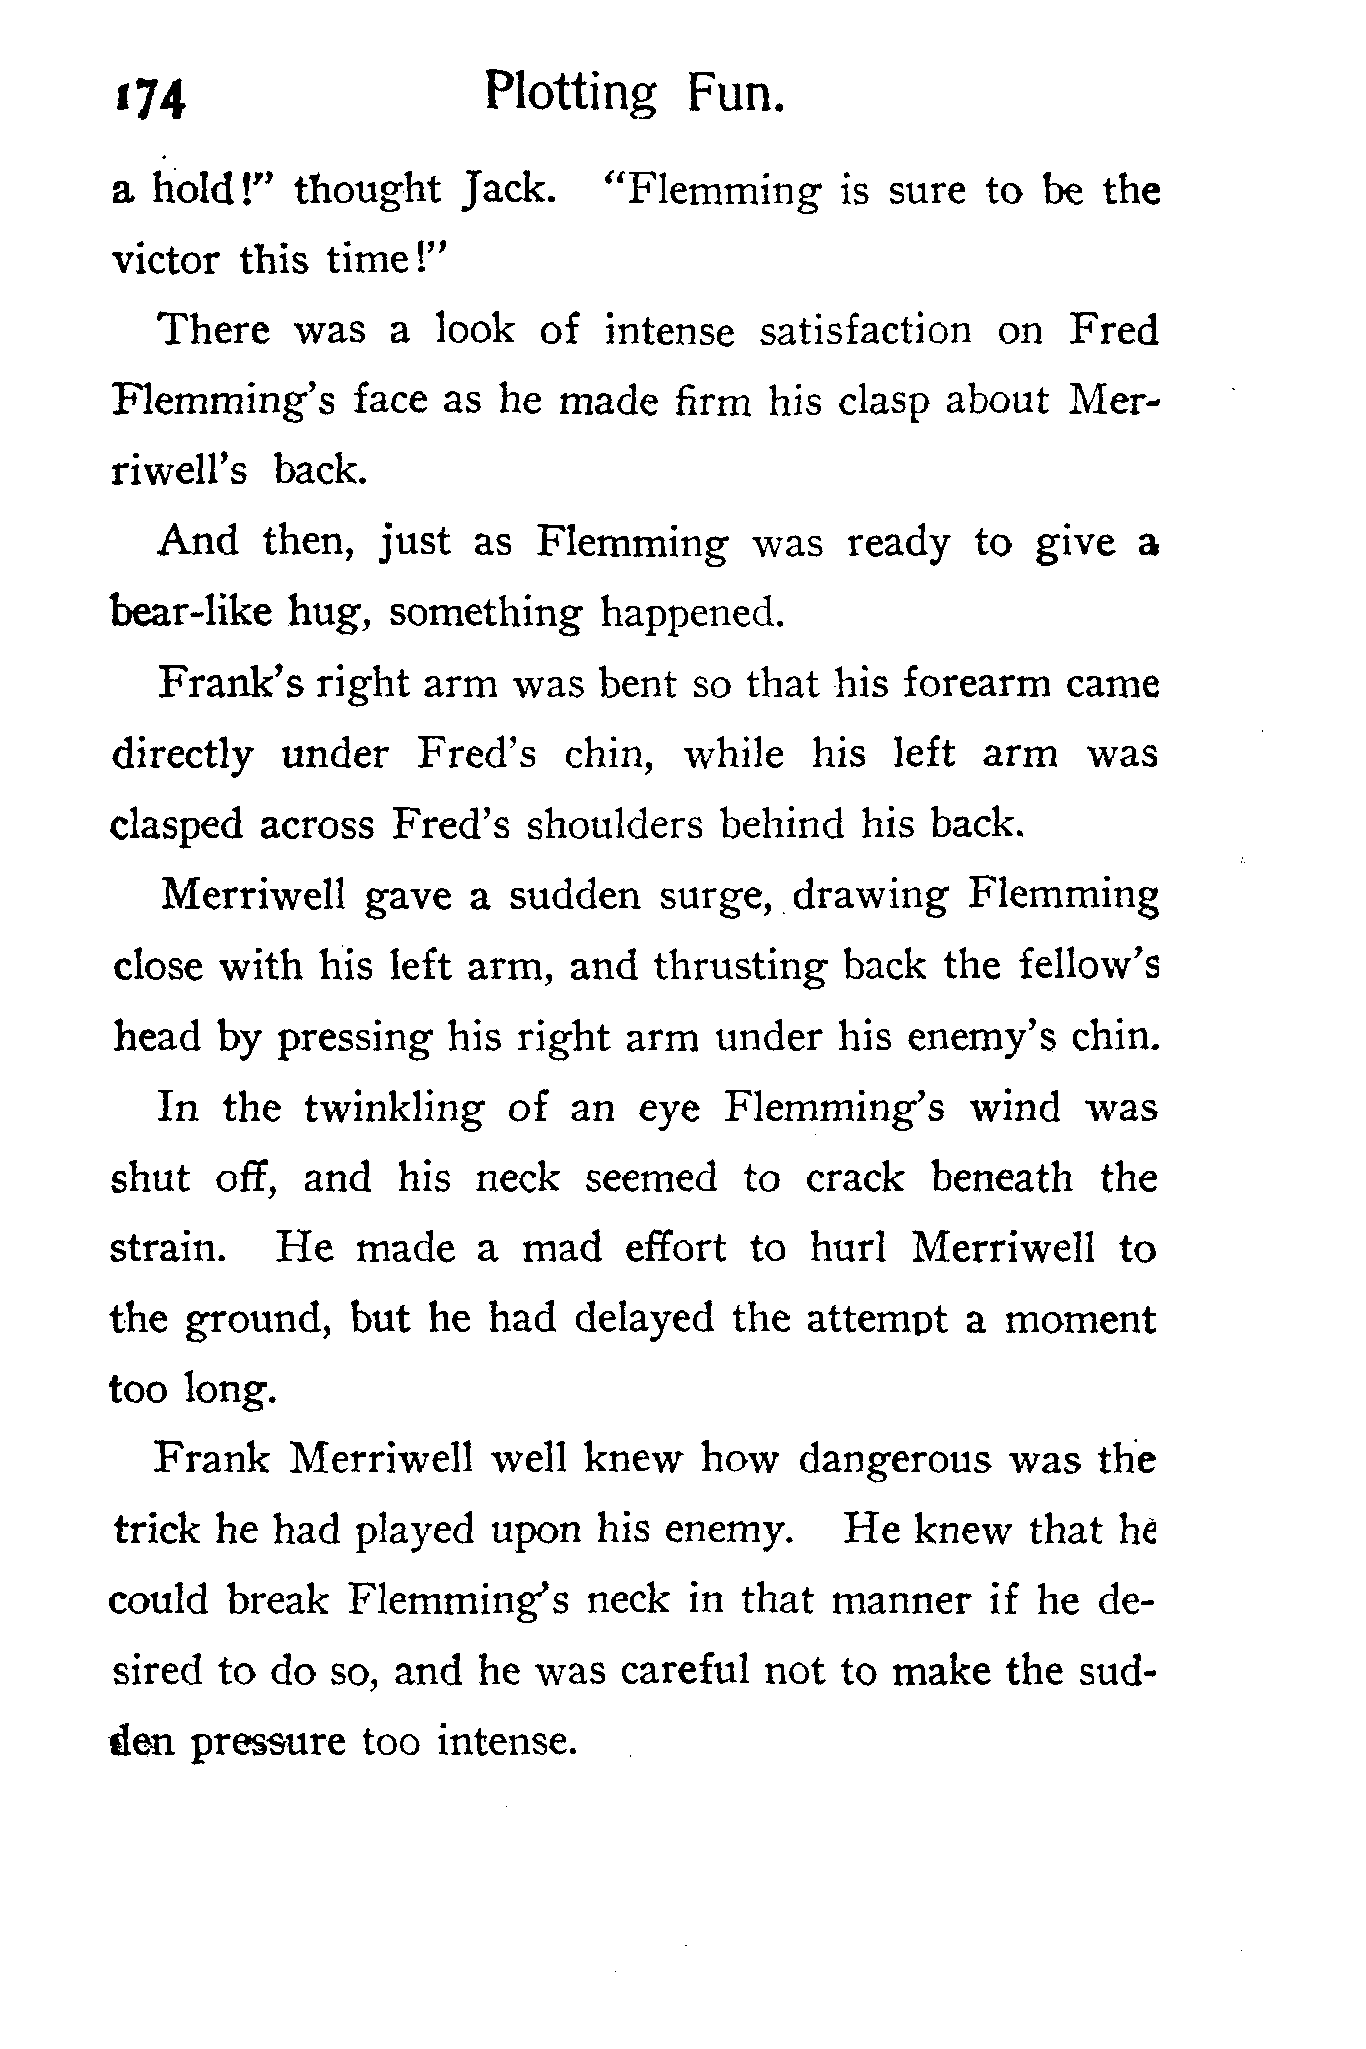 174 Plotting Fun.
a hold!" thought Jack. "Flemming is sure to be the
victor this time!"
There was a look of intense satisfaction on Fred
Flemming's face as he made firm his clasp about Mer-
riwell's back.
And then, just as Flemming was ready to give a
bear-like hug, something happened.
Frank's right arm was bent so that his forearm came
directly under Fred's chin, while his left arm was
clasped across Fred's shoulders behind his back.
Merriwell gave a sudden surge, drawing Flemming
close with his left arm, and thrusting back the fellow's
head by pressing his right arm under his enemy's chin.
In the twinkling of an eye Flemming's wind was
shut off, and his neck seemed to crack beneath the
strain. He made a mad effort to hurl Merriwell to
the ground, but he had delayed the attempt a moment
too long.
Frank Merriwell well knew how dangerous was the
trick he had played upon his enemy. He knew that he
could break Flemming's neck in that manner if he de-
sired to do so, and he was careful not to make the sud-
den pressure too intense.